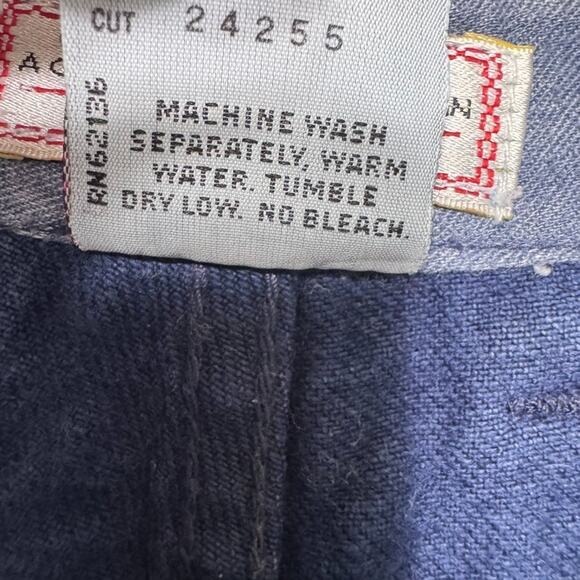 CUT 24255
RN62136
MACHINE WASH
SEPARATELY, WARM
WATER. TUMBLE
DRY LOW. NO BLEACH.